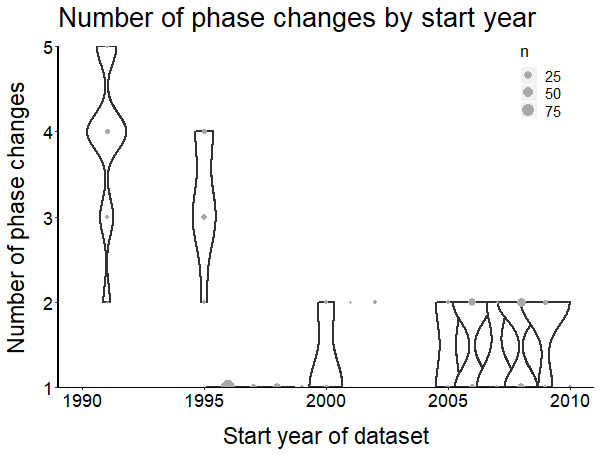 Number of phase changes by start year
n
25
50
75
Number of phase changes
5
4
3
2
1
1990 1995 2000 2005 2010
Start year of dataset